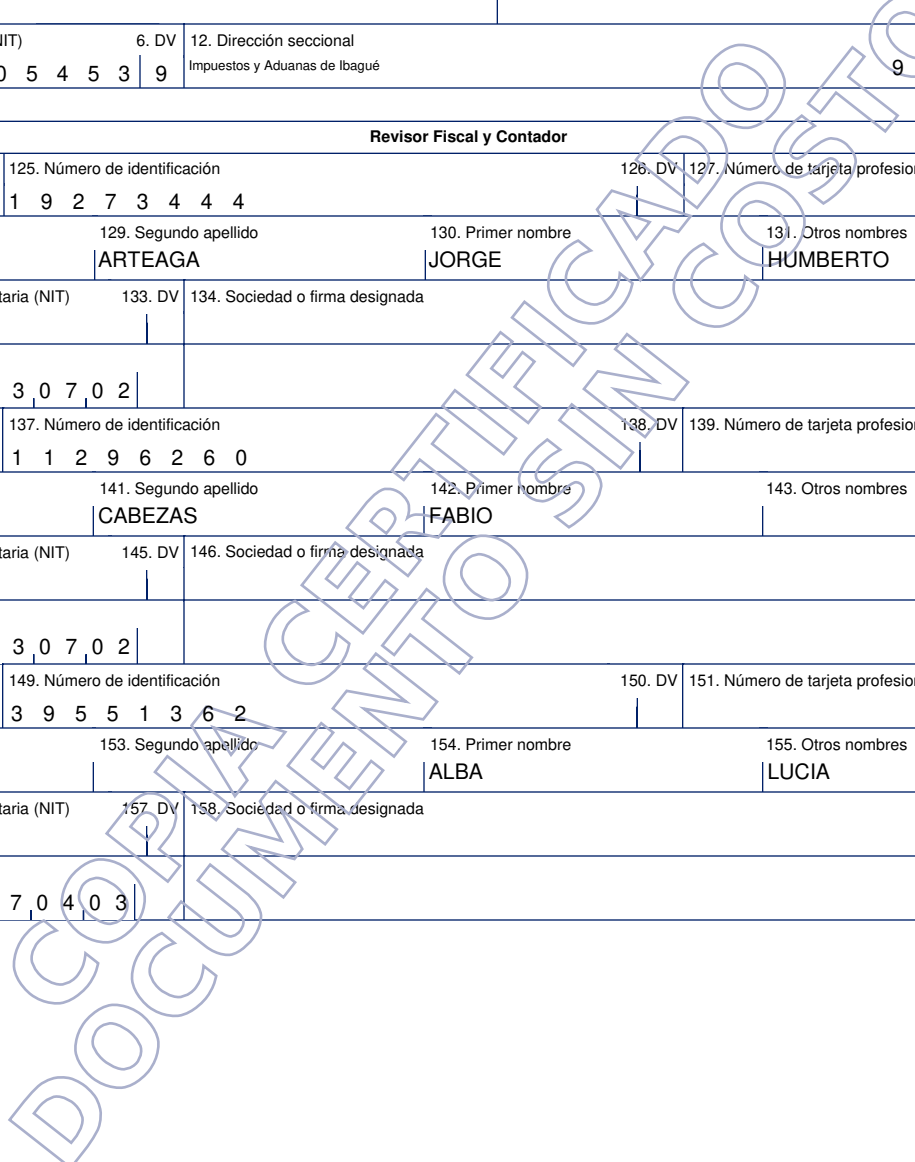 NIT) 6. DV 12. Dirección seccional
0 5 4 5 3 9 Impuestos y Aduanas de Ibagué 9
Revisor Fiscal y Contador
125. Número de identificación 126. DV 127. Número de tarjeta profesion
1 9 2 7 3 4 4 4
129. Segundo apellido 130. Primer nombre 131. Otros nombres
ARTEAGA JORGE HUMBERTO
taria (NIT) 133. DV 134. Sociedad o firma designada
3 0 7 0 2
137. Número de identificación 138. DV 139. Número de tarjeta profesion
1 1 2 9 6 2 6 0
141. Segundo apellido 142. Primer nombre 143. Otros nombres
CABEZAS FABIO
taria (NIT) 145. DV 146. Sociedad o firma designada
3 0 7 0 2
149. Número de identificación 150. DV 151. Número de tarjeta profesion
3 9 5 5 1 3 6 2
153. Segundo apellido 154. Primer nombre 155. Otros nombres
ALBA LUCIA
taria (NIT) 157. DV 158. Sociedad o firma designada
7 0 4 0 3
COPIA CERTIFICADO
DOCUMENTO SIN COSTO